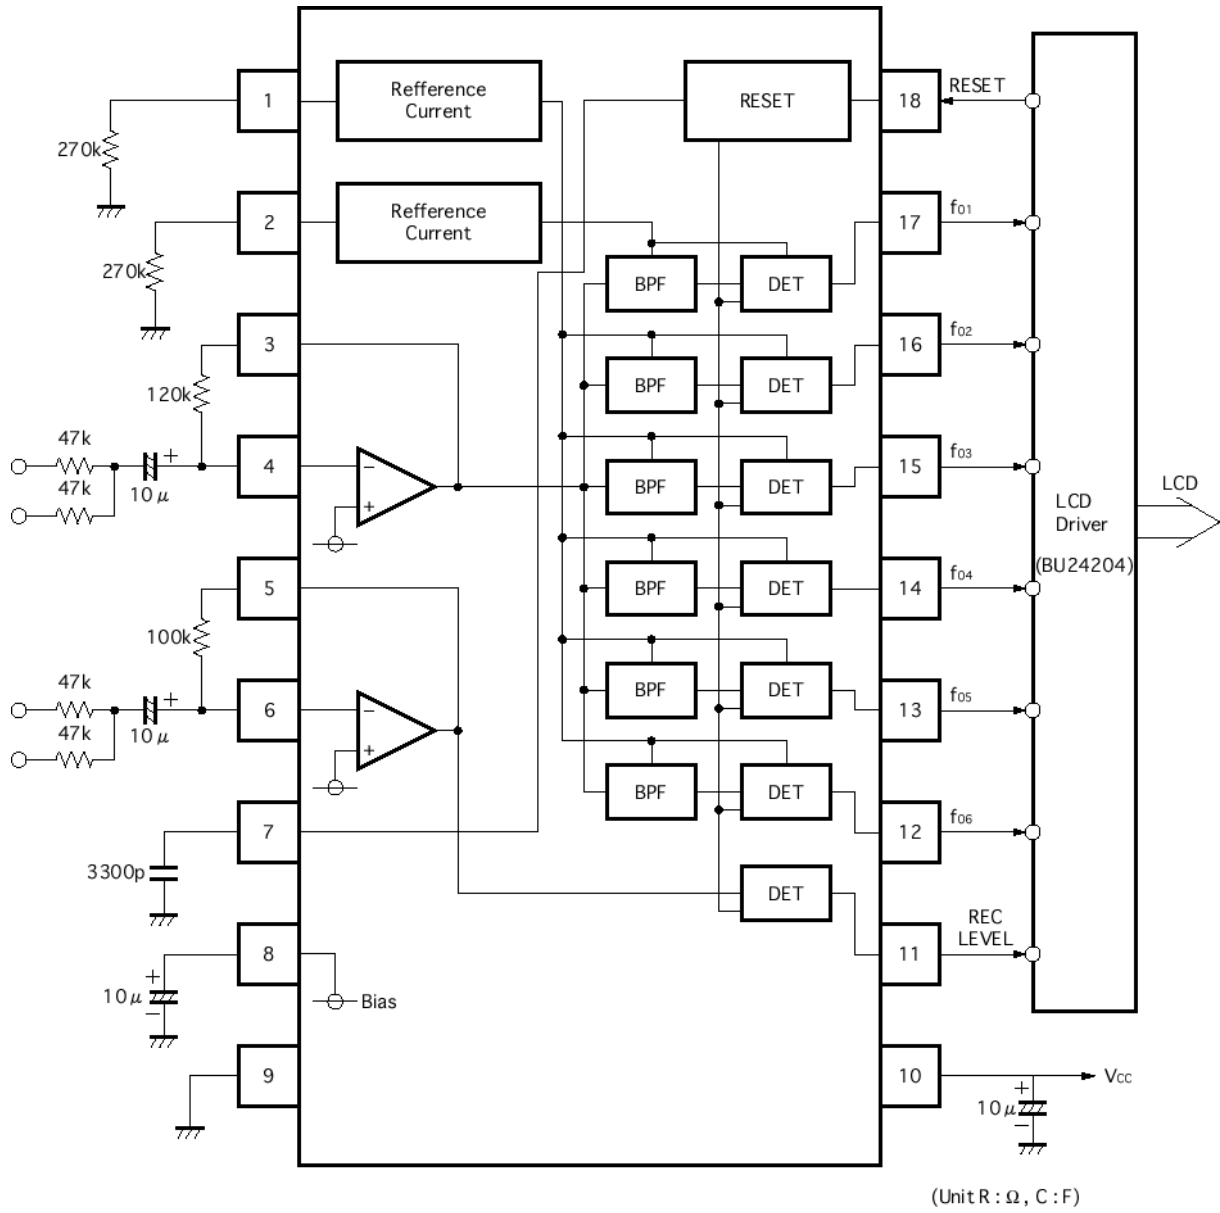 1
Refference
Current
RESET
18
RESET
270k
2
Refference
Current
17
f01
270k
BPF
DET
3
16
f02
120k
BPF
DET
47k
4
−
+
10μ
47k
+
BPF
DET
15
f03
LCD
Driver
(BU24204)
LCD
5
BPF
DET
14
f04
100k
47k
6
−
+
10μ
47k
+
BPF
DET
13
f05
7
BPF
DET
12
f06
3300p
DET
REC
LEVEL
8
11
+
10μ
−
Bias
9
10
Vcc
+
10μ
−
(Unit R : Ω , C : F)